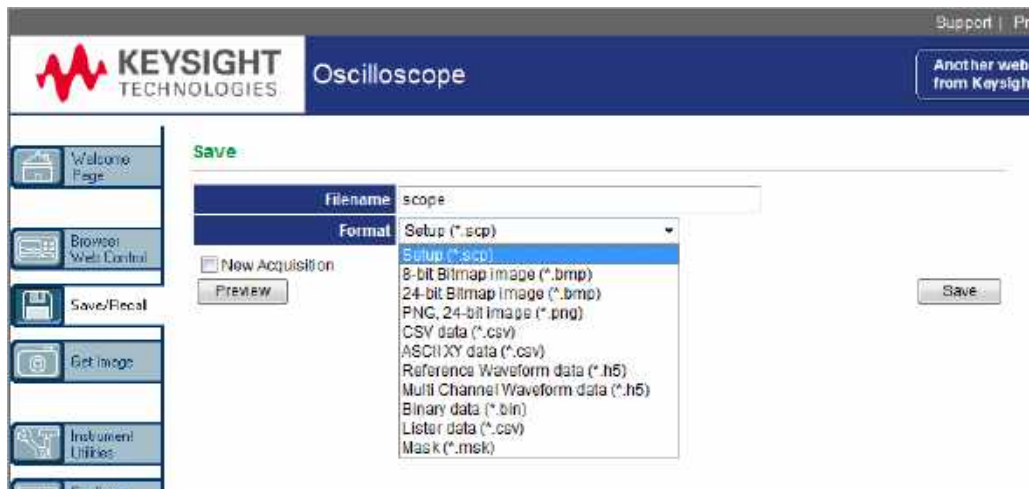 Support | Pr
KEYSIGHT
TECHNOLOGIES
Oscilloscope
Another web
from Keysigh
Welcome
Page
Browser
Web Control
Save/Recall
Get Image
Instrument
Utilities
Save
Filename scope
Format Setup (*.scp)
Setup (*.scp)
8-bit Bitmap image (*.bmp)
24-bit Bitmap image (*.bmp)
PNG, 24-bit image (*.png)
CSV data (*.csv)
ASCII XY data (*.csv)
Reference Waveform data (*.h5)
Multi Channel Waveform data (*.h5)
Binary data (*.bin)
Lister data (*.csv)
Mask (*.msk)
New Acquisition
Preview
Save